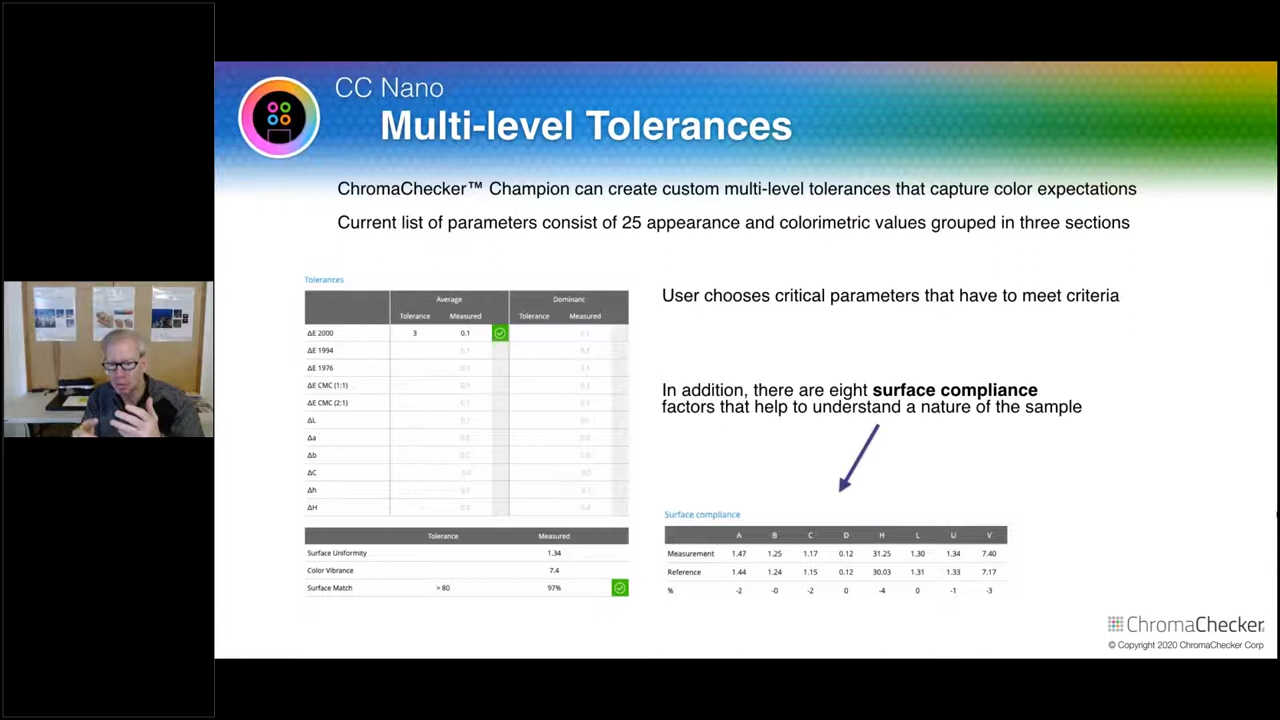 CC Nano
Multi-level Tolerances
ChromaChecker™ Champion can create custom multi-level tolerances that capture color expectations
Current list of parameters consist of 25 appearance and colorimetric values grouped in three sections
Tolerances
Average Dominant
Tolerance Measured Tolerance Measured
ΔE 2000 3 0.1
ΔE 1994
ΔE 1976
ΔE CMC (1:1)
ΔE CMC (2:1)
ΔL
Δa
Δb
ΔC
Δh
ΔH
Tolerance Measured
Surface Uniformity 1.34
Color Vibrance 7.4
Surface Match > 80 97%
User chooses critical parameters that have to meet criteria
In addition, there are eight surface compliance
factors that help to understand a nature of the sample
Surface compliance
A B C D H L U V
Measurement 1.47 1.25 1.17 0.12 31.25 1.30 1.34 7.40
Reference 1.44 1.24 1.15 0.12 30.03 1.31 1.33 7.17
% -2 -0 -2 0 -4 0 -1 -3
ChromaChecker
© Copyright 2020 ChromaChecker Corp